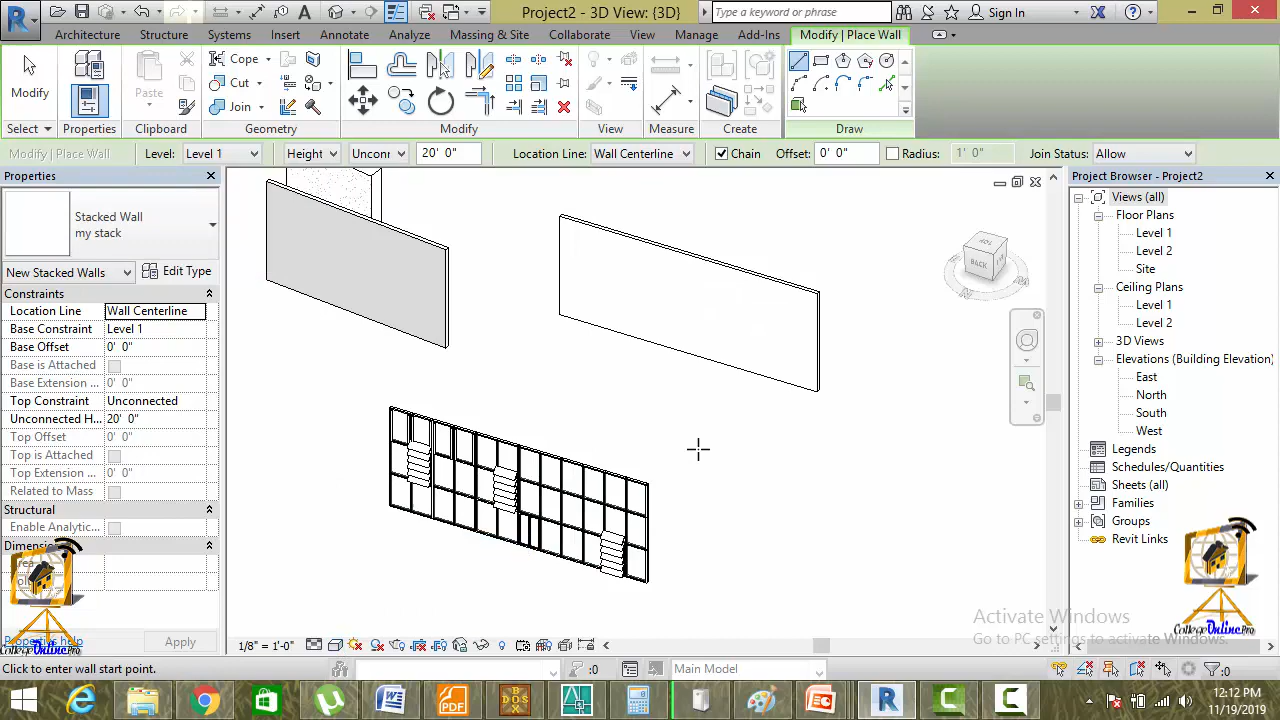 Project2 - 3D View: {3D}
Type a keyword or phrase
Sign In
Architecture Structure Systems Insert Annotate Analyze Massing & Site Collaborate View Manage Add-Ins Modify | Place Wall
Modify
Paste
Cope
Cut
Join
Select Properties Clipboard Geometry Modify View Measure Create Draw
Modify | Place Wall Level: Level 1 Height: Unconr 20' 0" Location Line: Wall Centerline Chain Offset: 0' 0" Radius: 1' 0" Join Status: Allow
Properties
Stacked Wall
my stack
New Stacked Walls Edit Type
Constraints
Location Line Wall Centerline
Base Constraint Level 1
Base Offset 0' 0"
Base is Attached
Base Extension ...
Top Constraint Unconnected
Unconnected H... 20' 0"
Top Offset 0' 0"
Top is Attached
Top Extension ...
Related to Mass
Structural
Enable Analytic...
Properties help
Apply
CollegeOnlinePro
TOP
BACK
Project Browser - Project2
Views (all)
Floor Plans
Level 1
Level 2
Site
Ceiling Plans
Level 1
Level 2
3D Views
Elevations (Building Elevation)
East
North
South
West
Legends
Schedules/Quantities
Sheets (all)
Families
Groups
Revit Links
CollegeOnlinePro
Activate Windows
Go to PC settings to activate Windows.
1/8" = 1'-0"
Click to enter wall start point.
:0
Main Model
:0
PDF
DOS
12:12 PM
11/19/2019